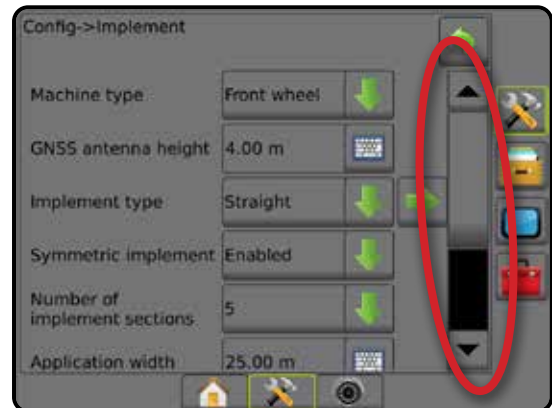 Config->Implement
Machine type Front wheel
GNSS antenna height 4.00 m
Implement type Straight
Symmetric implement Enabled
Number of
implement sections 5
Application width 25.00 m